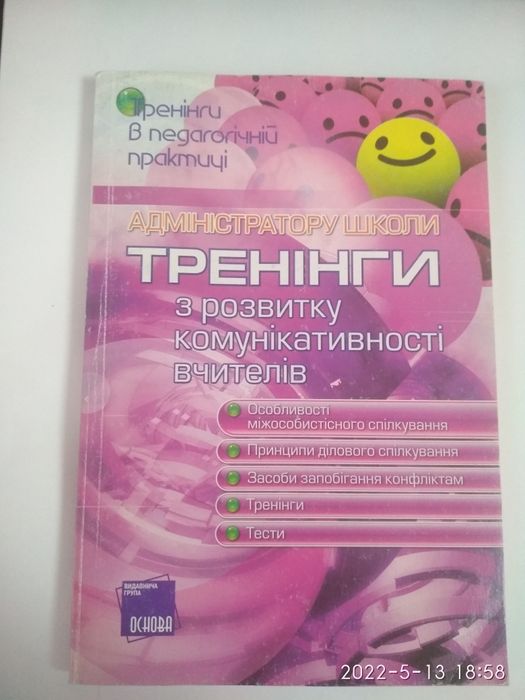 Тренінги
в педагогічній
практиці
АДМІНІСТРАТОРУ ШКОЛИ
ТРЕНІНГИ
з розвитку
комунікативності
вчителів
Особливості
міжособистісного спілкування
Принципи ділового спілкування
Засоби запобігання конфліктам
Тренінги
Тести
ВИДАВНИЧА
ГРУПА
ОСНОВА
2022-5-13 18:58